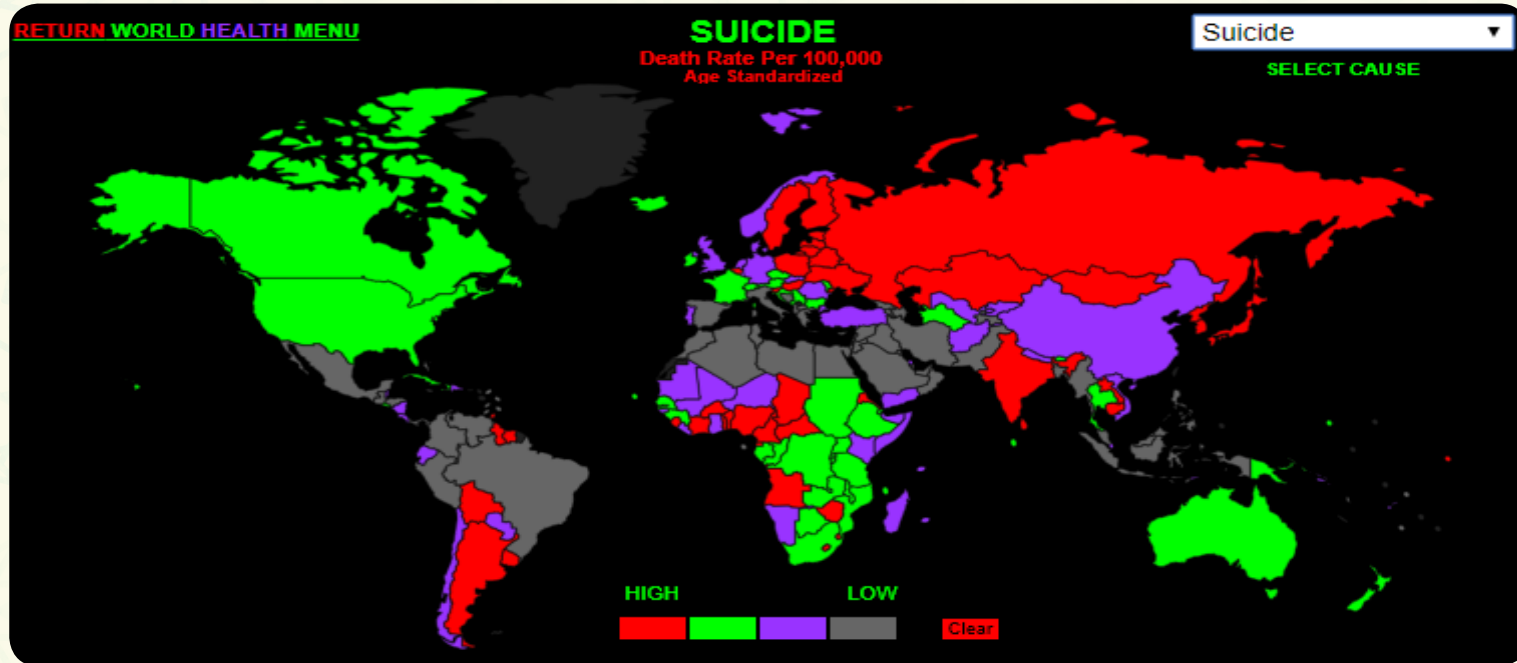 RETURN WORLD HEALTH MENU
SUICIDE
Death Rate Per 100,000
Age Standardized
Suicide
SELECT CAUSE
HIGH LOW
Clear